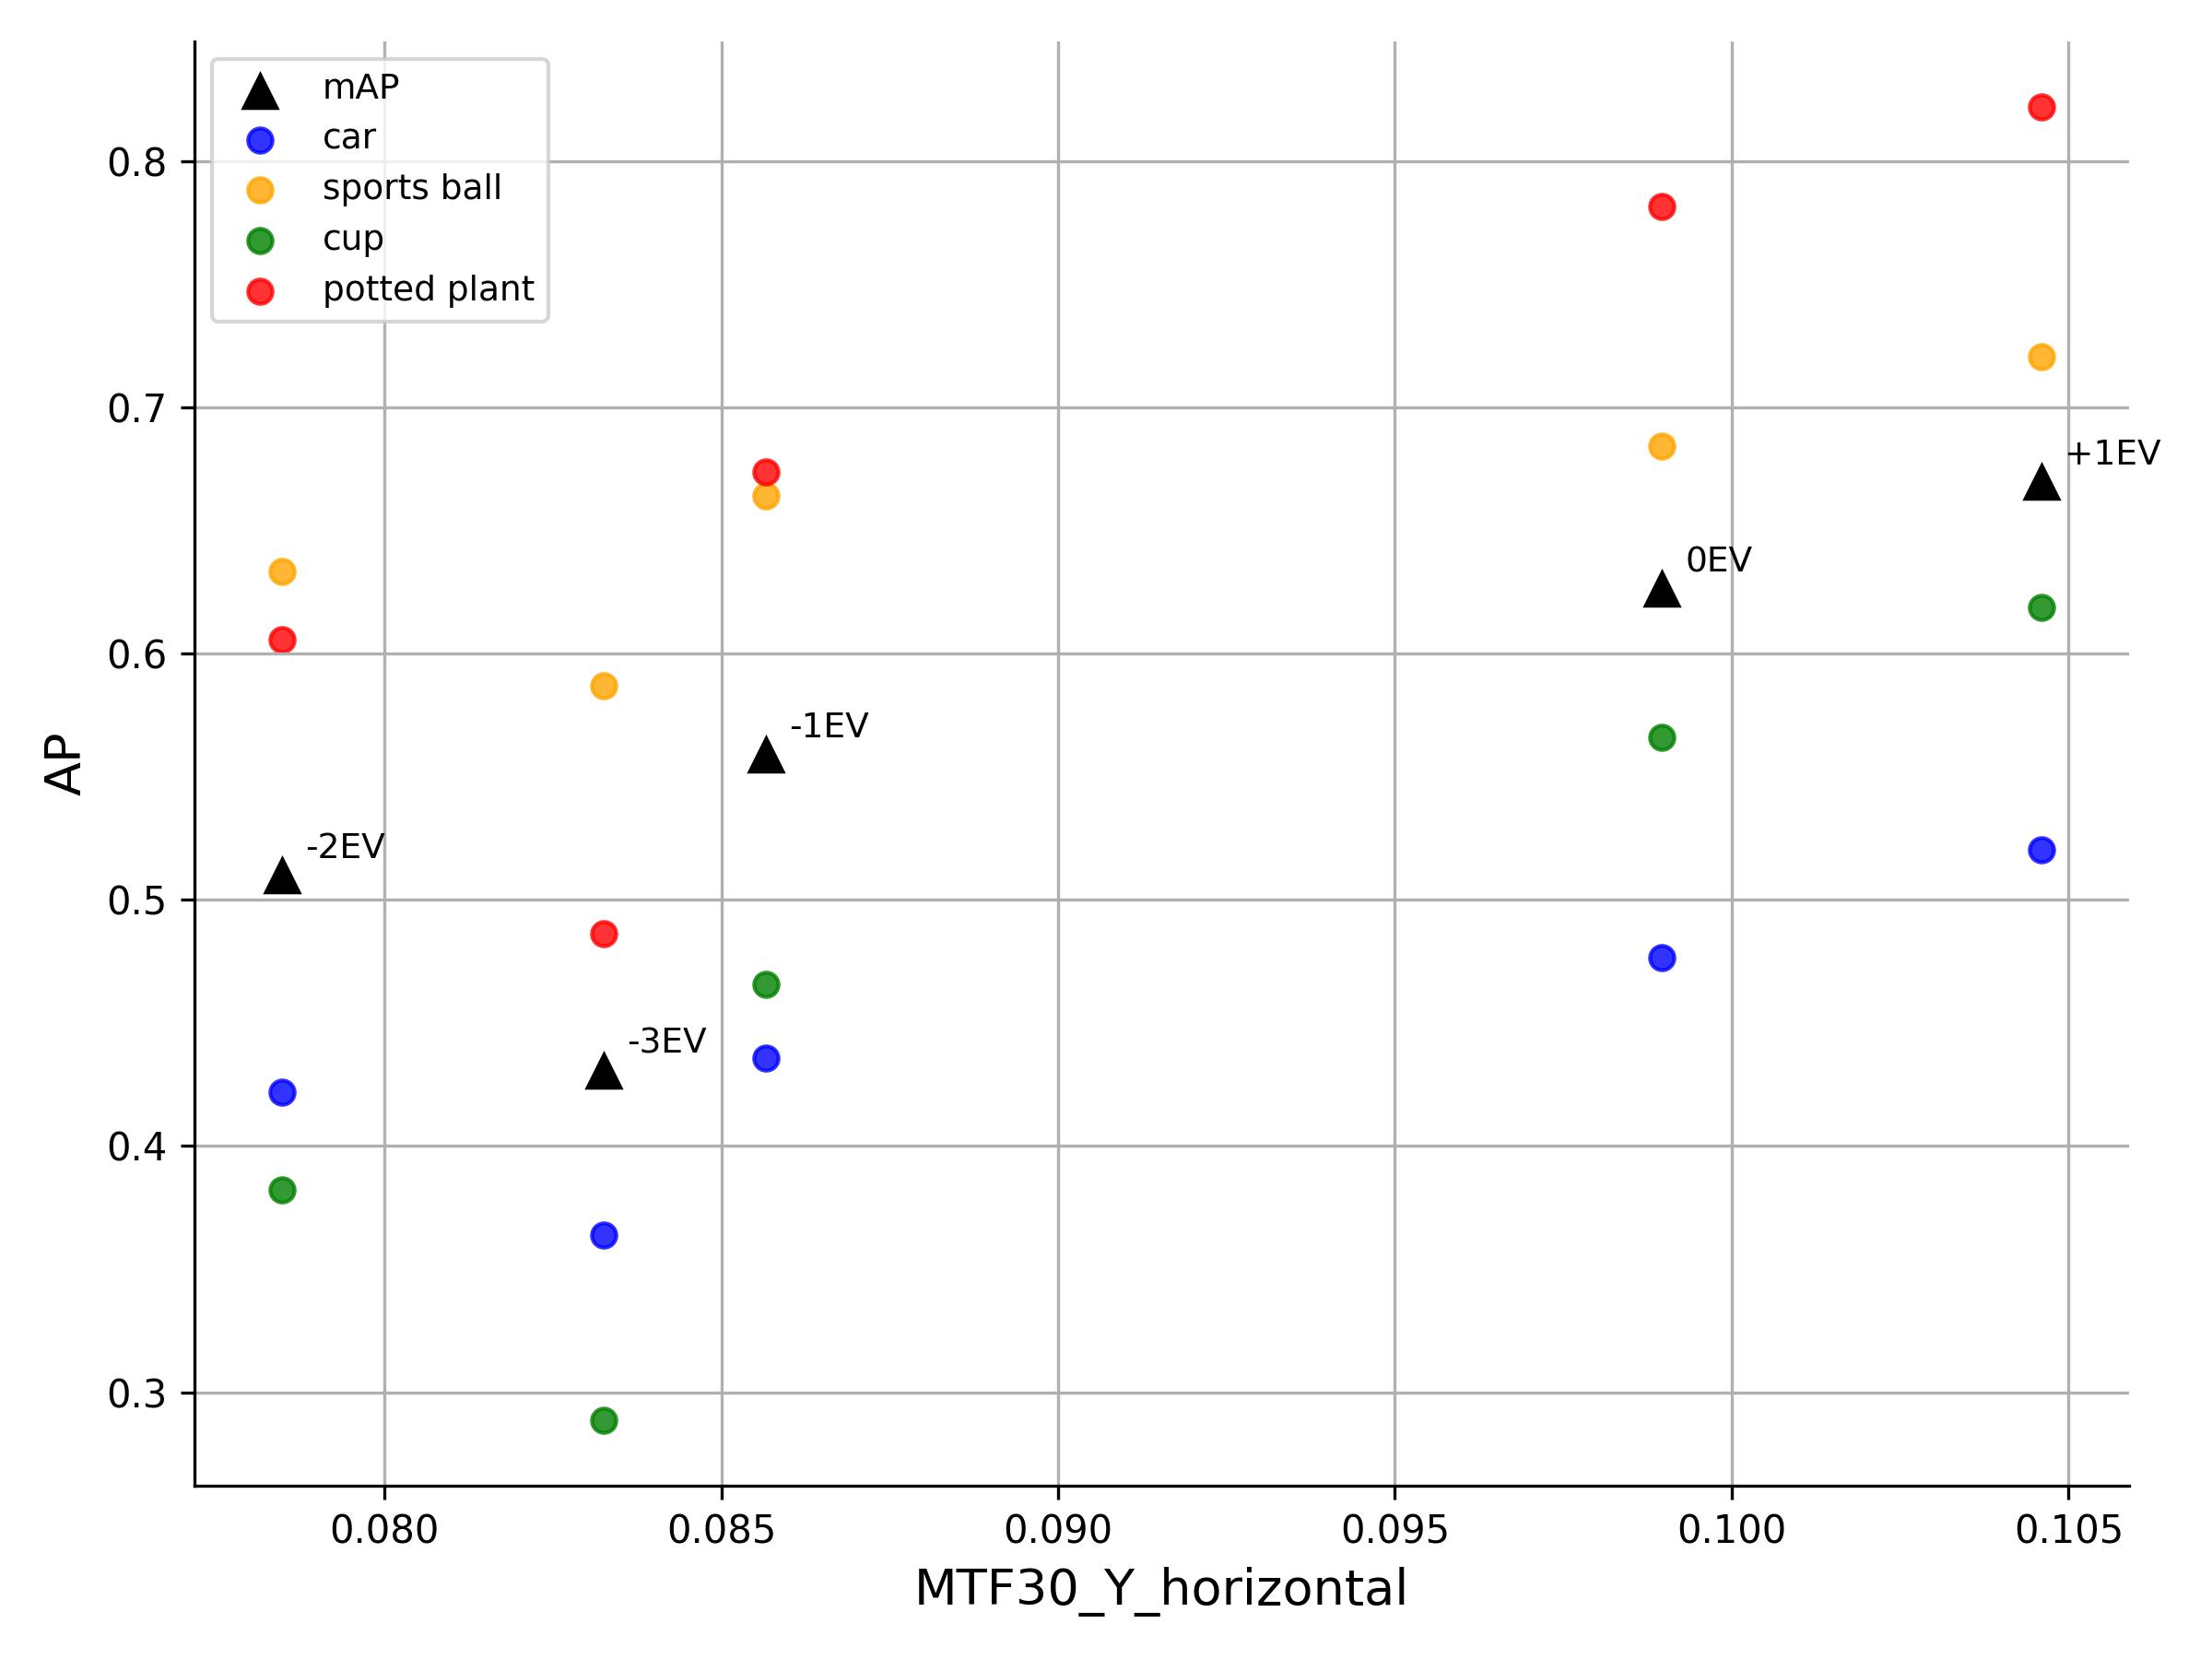 mAP
car
sports ball
cup
potted plant
0.8
0.7
0.6
0.5
0.4
0.3
AP
+1EV
0EV
-1EV
-2EV
-3EV
0.080
0.085
0.090
0.095
0.100
0.105
MTF30_Y_horizontal